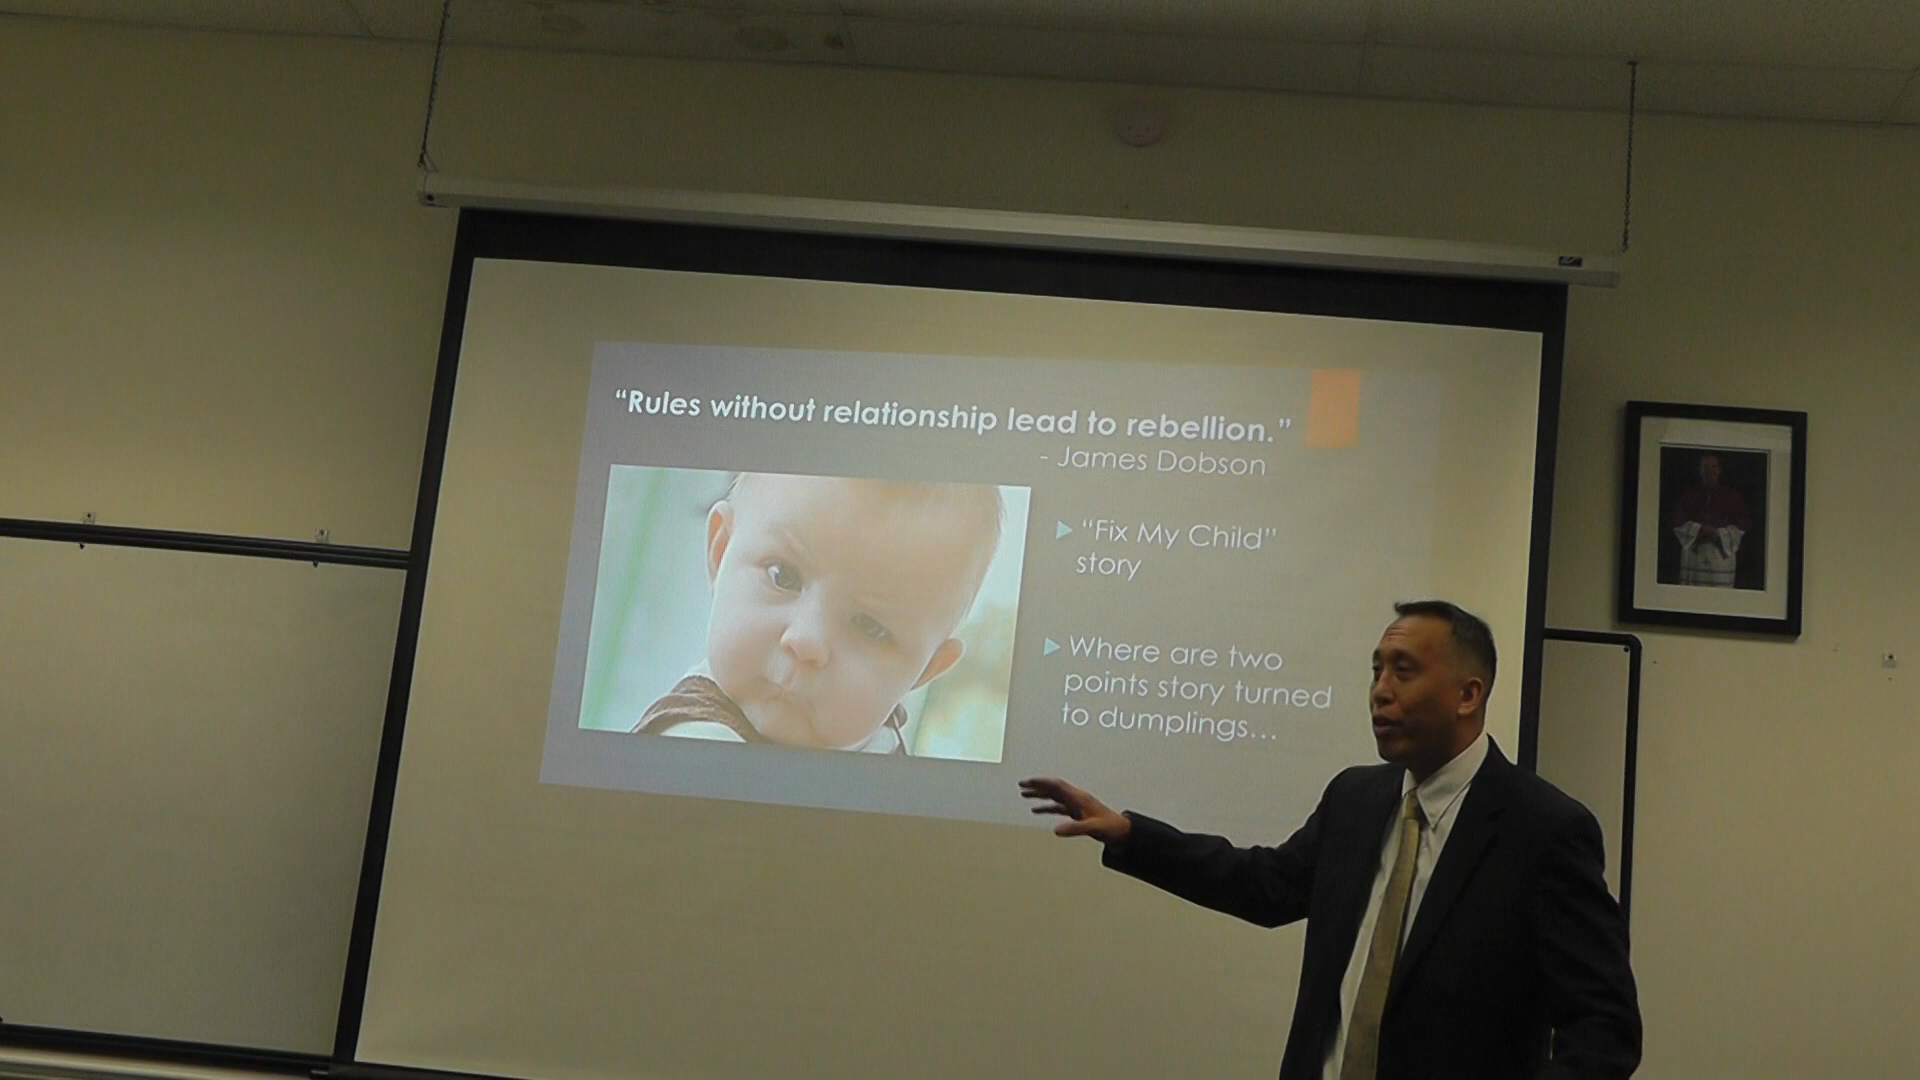 “Rules without relationship lead to rebellion.”
- James Dobson
“Fix My Child”
story
Where are two
points story turned
to dumplings...